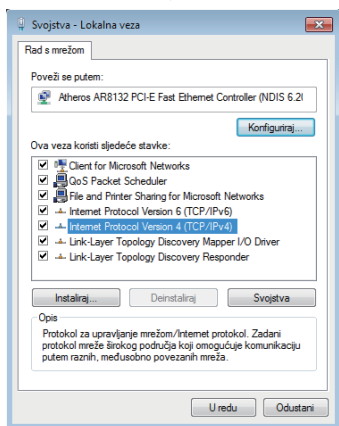 Svojstva - Lokalna veza
Rad s mrežom
Poveži se putem:
Atheros AR8132 PCI-E Fast Ethernet Controller (NDIS 6.2(
Konfiguriraj...
Ova veza koristi sljedeće stavke:
Client for Microsoft Networks
QoS Packet Scheduler
File and Printer Sharing for Microsoft Networks
Internet Protocol Version 6 (TCP/IPv6)
Internet Protocol Version 4 (TCP/IPv4)
Link-Layer Topology Discovery Mapper I/O Driver
Link-Layer Topology Discovery Responder
Instaliraj...
Deinstaliraj
Svojstva
Opis
Protokol za upravljanje mrežom/Internet protokol. Zadani
protokol mreže širokog područja koji omogućuje komunikaciju
putem raznih, međusobno povezanih mreža.
U redu
Odustani